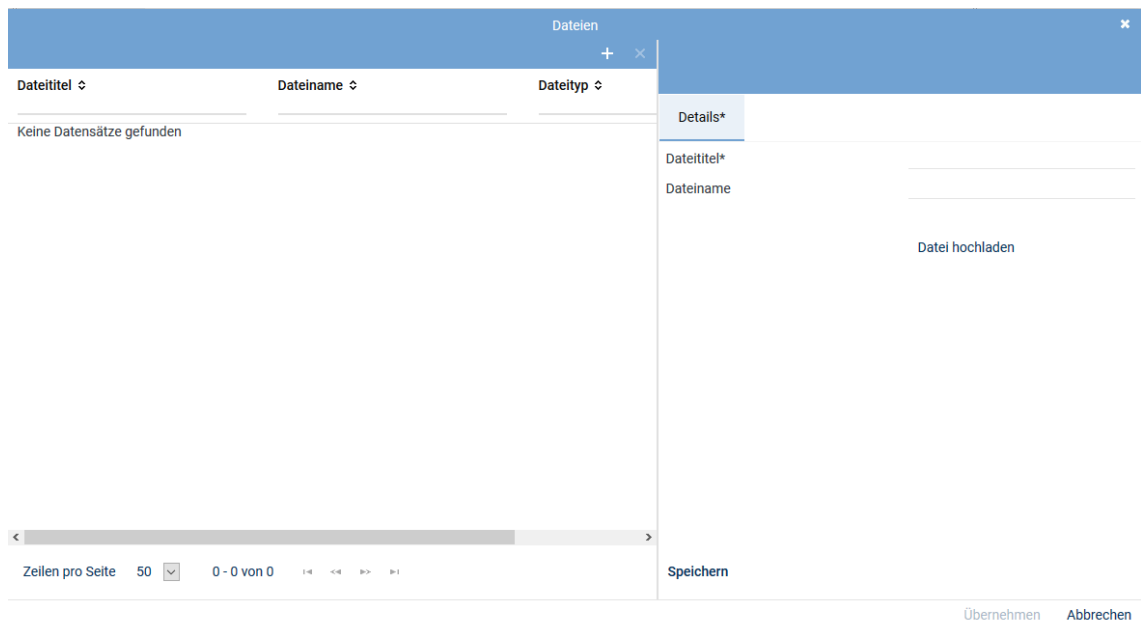 Dateien
Dateititel Dateiname Dateityp
Keine Datensätze gefunden
Details*
Dateititel*
Dateiname
Datei hochladen
Zeilen pro Seite 50 0 - 0 von 0
Speichern
Übernehmen Abbrechen